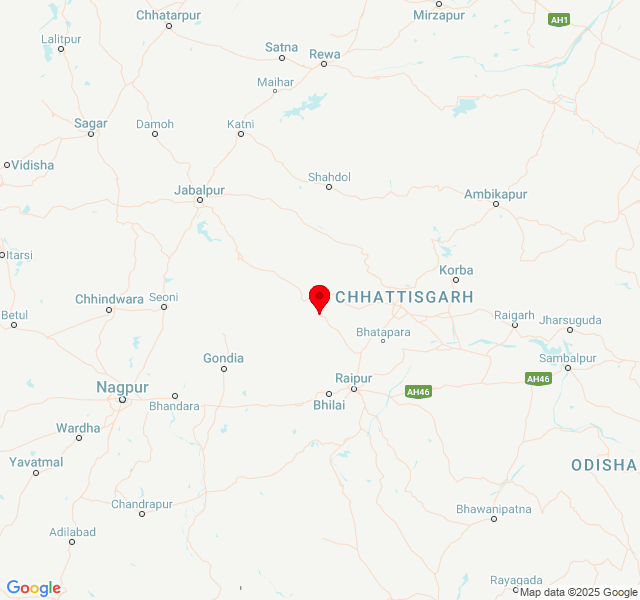 Chhatarpur
Mirzapur
AH1
Lalitpur
Satna
Rewa
Maihar
Sagar
Damoh
Katni
Vidisha
Shahdol
Jabalpur
Ambikapur
Itarsi
Korba
Chhindwara
Seoni
CHHATTISGARH
Betul
Raigarh
Jharsuguda
Bhatapara
Gondia
Sambalpur
Nagpur
Raipur
AH46
AH46
Bhandara
Bhilai
Wardha
Yavatmal
ODISHA
Chandrapur
Bhawanipatna
Adilabad
Rayagada
Google
Map data ©2025 Google